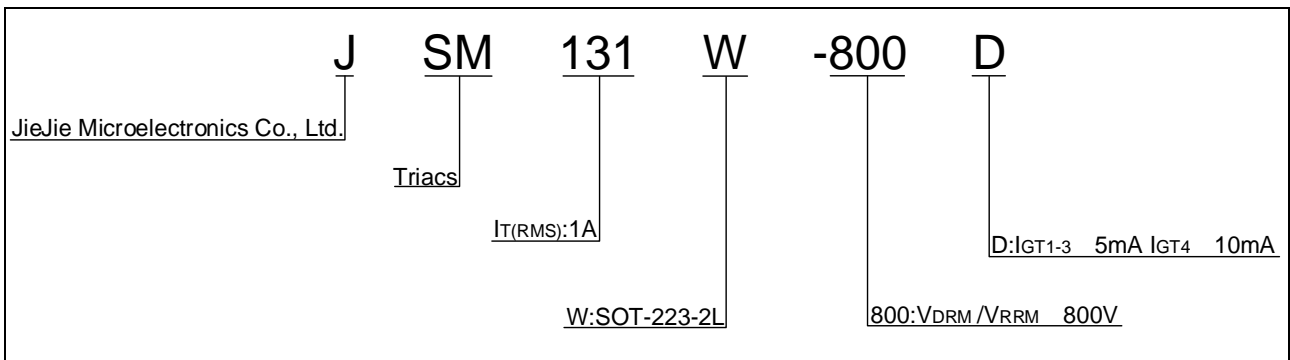 J SM 131 W -800 D
JieJie Microelectronics Co., Ltd.
Triacs
IT(RMS):1A
D:IGT1-3 5mA IGT4 10mA
W:SOT-223-2L
800:VDRM/VRRM 800V